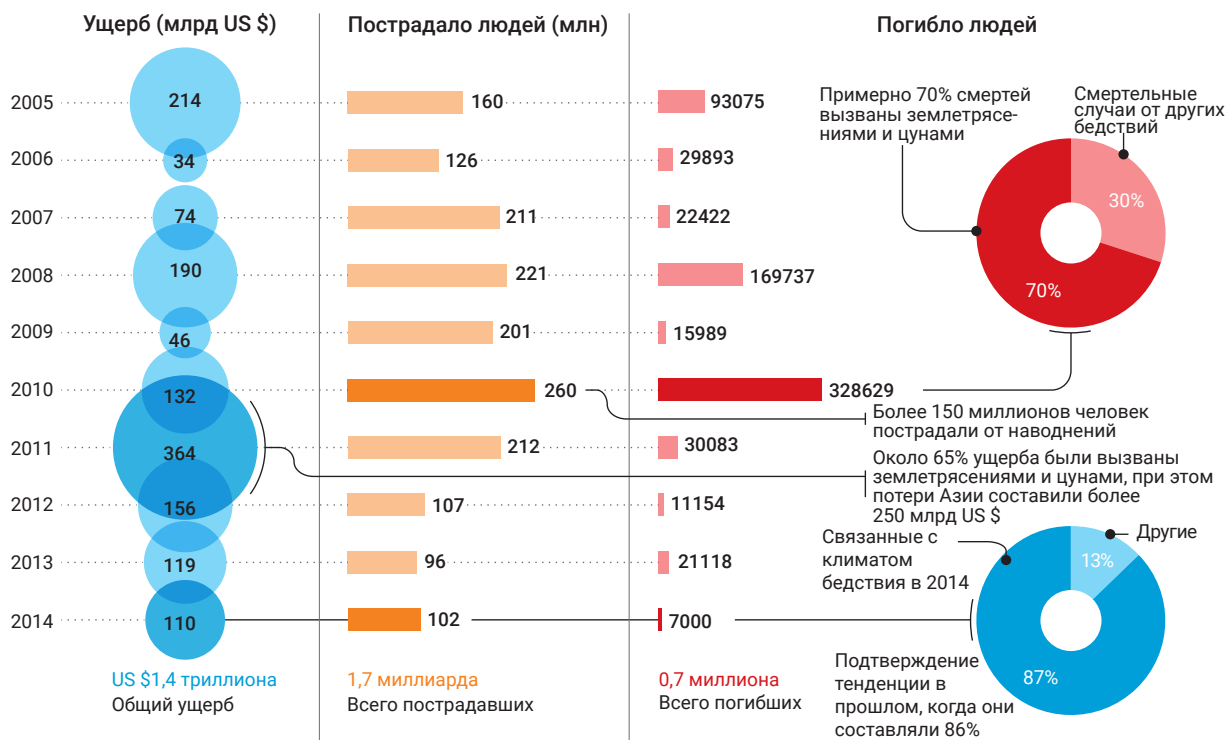 Ущерб (млрд US $)
Пострадало людей (млн)
Погибло людей
2005
214
160
93075
2006
34
126
29893
2007
74
211
22422
2008
190
221
169737
2009
46
201
15989
2010
132
260
328629
2011
364
212
30083
2012
156
107
11154
2013
119
96
21118
2014
110
102
7000
US $1,4 триллиона
Общий ущерб
1,7 миллиарда
Всего пострадавших
0,7 миллиона
Всего погибших
Примерно 70% смертей
вызваны землетрясе-
ниями и цунами
Смертельные
случаи от других
бедствий
30%
70%
Более 150 миллионов человек
пострадали от наводнений
Около 65% ущерба были вызваны
землетрясениями и цунами, при этом
потери Азии составили более
250 млрд US $
Связанные с
климатом
бедствия в 2014
Другие
13%
87%
Подтверждение
тенденции в
прошлом, когда они
составляли 86%